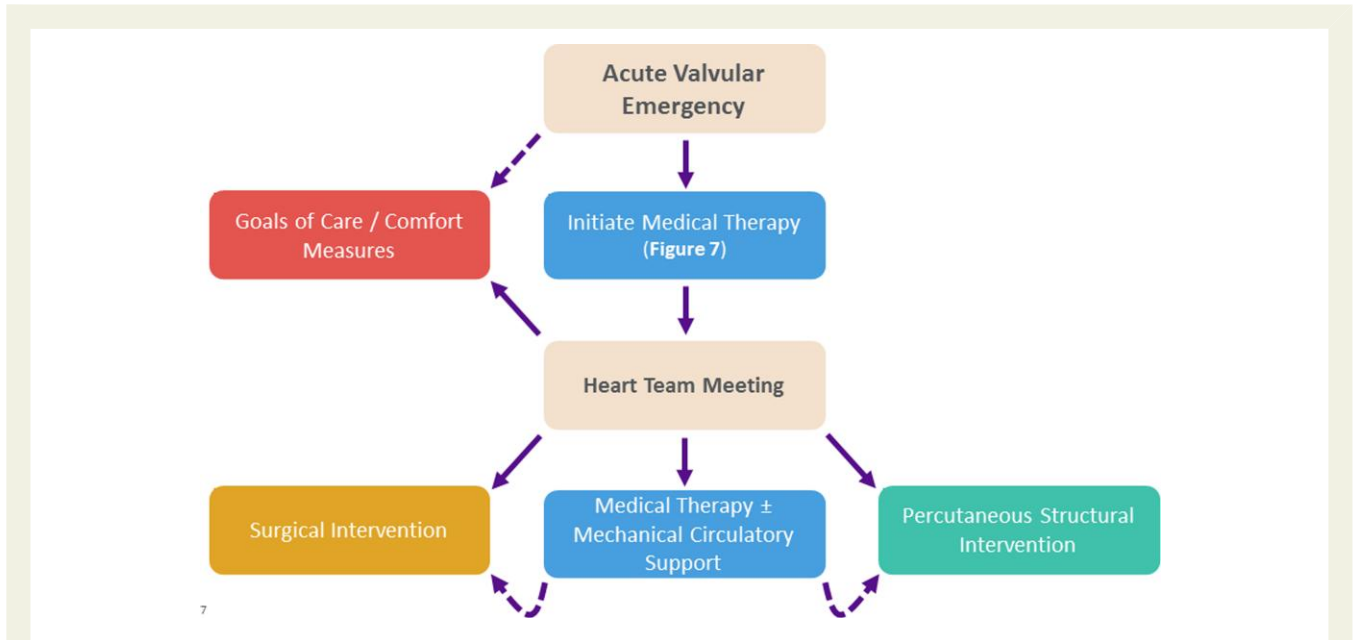 Acute Valvular
Emergency
Goals of Care / Comfort
Measures
Initiate Medical Therapy
(Figure 7)
Heart Team Meeting
Surgical Intervention
Medical Therapy ±
Mechanical Circulatory
Support
Percutaneous Structural
Intervention
7